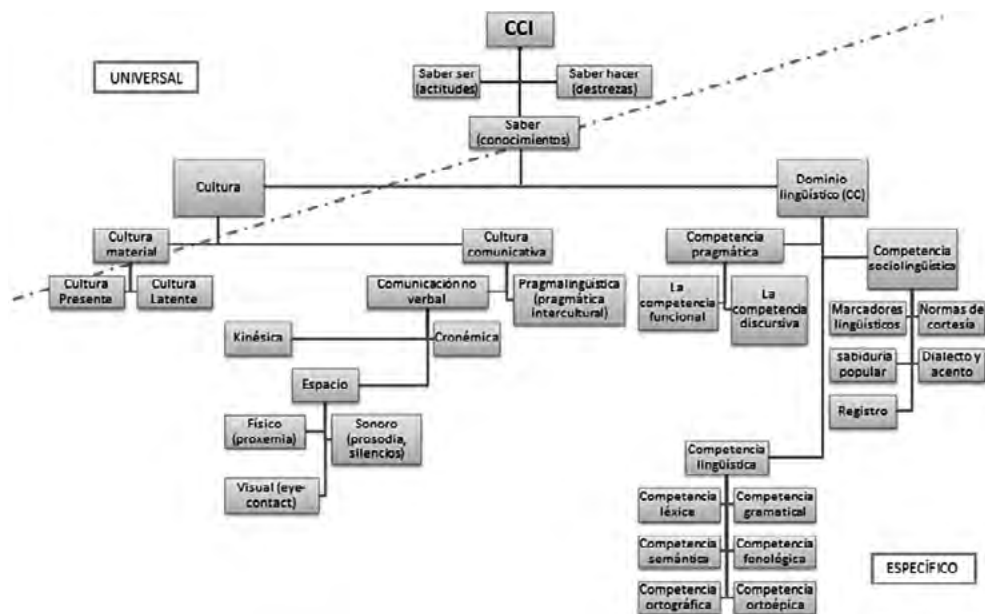 CCI
UNIVERSAL
Saber ser
(actitudes)
Saber hacer
(destrezas)
Saber
(conocimientos)
Cultura
Dominio
lingüístico (CC)
Cultura
material
Cultura
comunicativa
Competencia
pragmática
Competencia
sociolingüística
Cultura
Presente
Cultura
Latente
Comunicación no
verbal
Pragmalingüística
(pragmática
intercultural)
La
competencia
funcional
La
competencia
discursiva
Marcadores
lingüísticos
Normas de
cortesía
Kinésica
Cronémica
sabiduría
popular
Dialecto y
acento
Espacio
Registro
Físico
(proxemia)
Sonoro
(prosodia,
silencios)
Visual (eye-
contact)
Competencia
lingüística
Competencia
léxica
Competencia
gramatical
Competencia
semántica
Competencia
fonológica
Competencia
ortográfica
Competencia
ortoépica
ESPECÍFICO